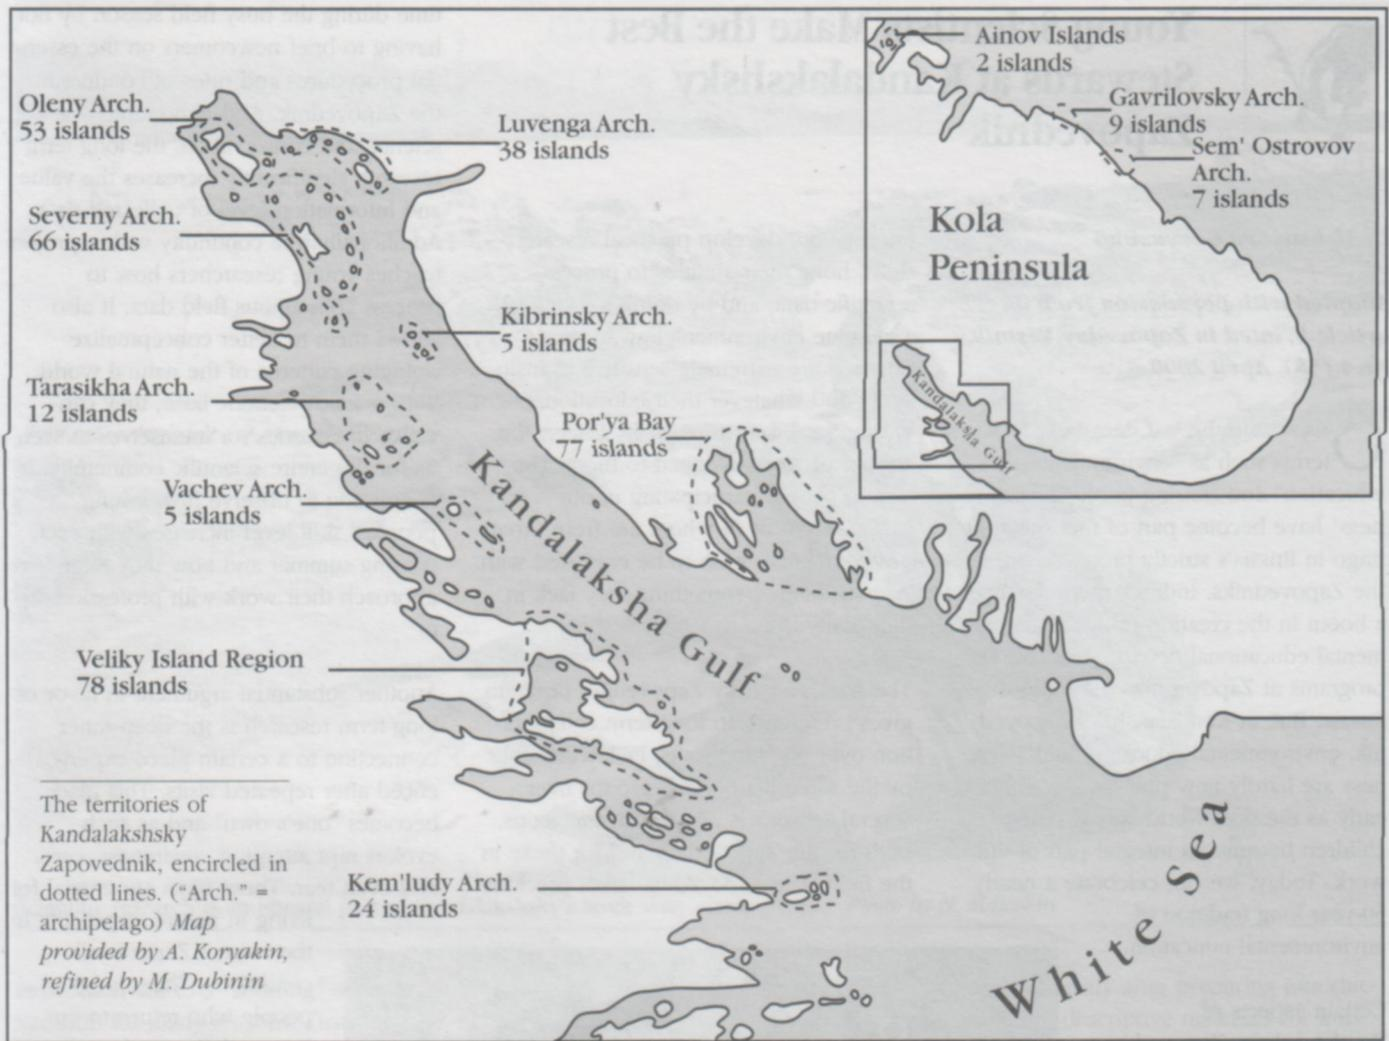 Oleny Arch.
53 islands
Luvenga Arch.
38 islands
Severny Arch.
66 islands
Kibrinsky Arch.
5 islands
Tarasikha Arch.
12 islands
Por'ya Bay
77 islands
Vachev Arch.
5 islands
Kandalaksha Gulf
Veliky Island Region
78 islands
Kem'ludy Arch.
24 islands
White Sea
Ainov Islands
2 islands
Gavrilovsky Arch.
9 islands
Sem' Ostrovov
Arch.
7 islands
Kola
Peninsula
Kandalaksla Gulf
The territories of
Kandalakshsky
Zapovednik, encircled in
doted lines. ("Arch." =
archipelago) Map
provided by A. Koryakin,
refined by M. Dubinin